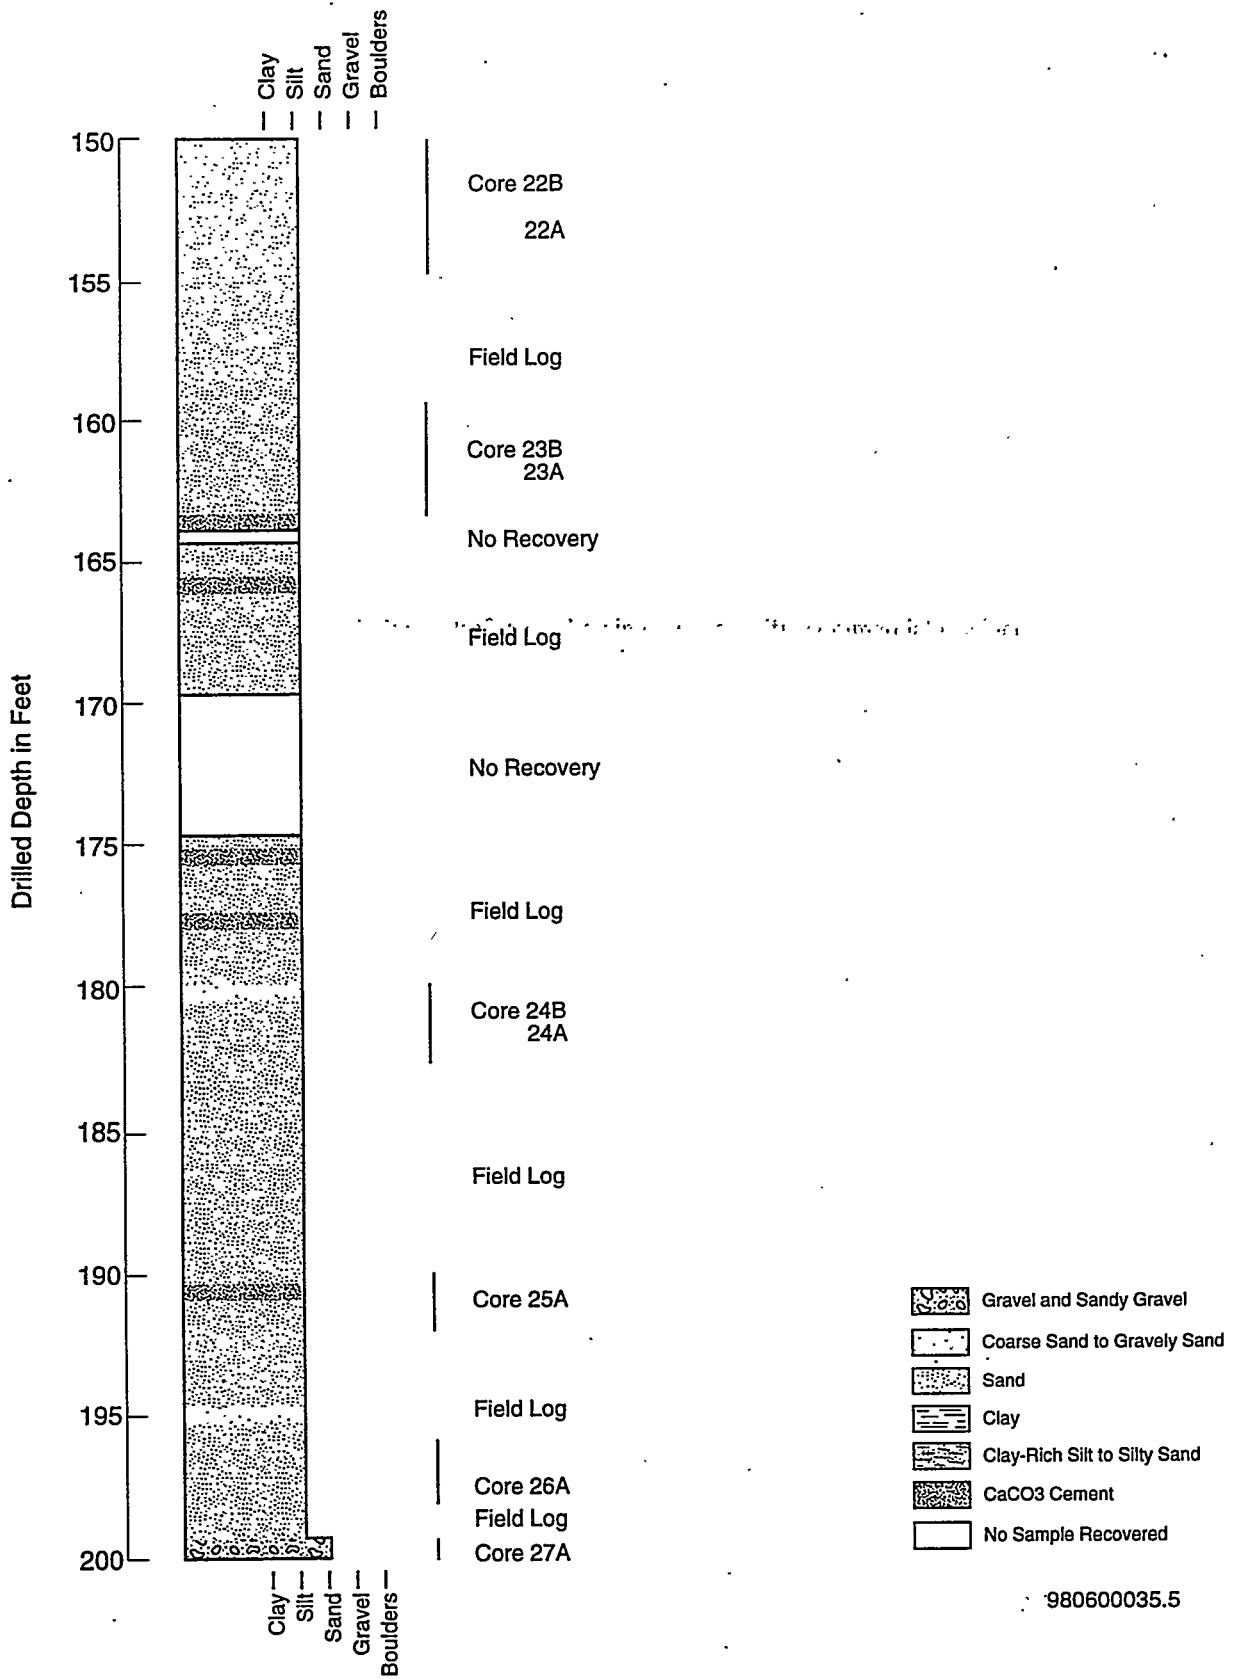 Clay
Silt
Sand
Gravel
Boulders
150
Core 22B
22A
155
Field Log
160
Core 23B
23A
No Recovery
165
Field Log
170
No Recovery
Drilled Depth in Feet
175
Field Log
180
Core 24B
24A
185
Field Log
190
Core 25A
195
Field Log
Core 26A
Field Log
Core 27A
200
Clay
Silt
Sand
Gravel
Boulders
Gravel and Sandy Gravel
Coarse Sand to Gravely Sand
Sand
Clay
Clay-Rich Silt to Silty Sand
CaCO3 Cement
No Sample Recovered
980600035.5